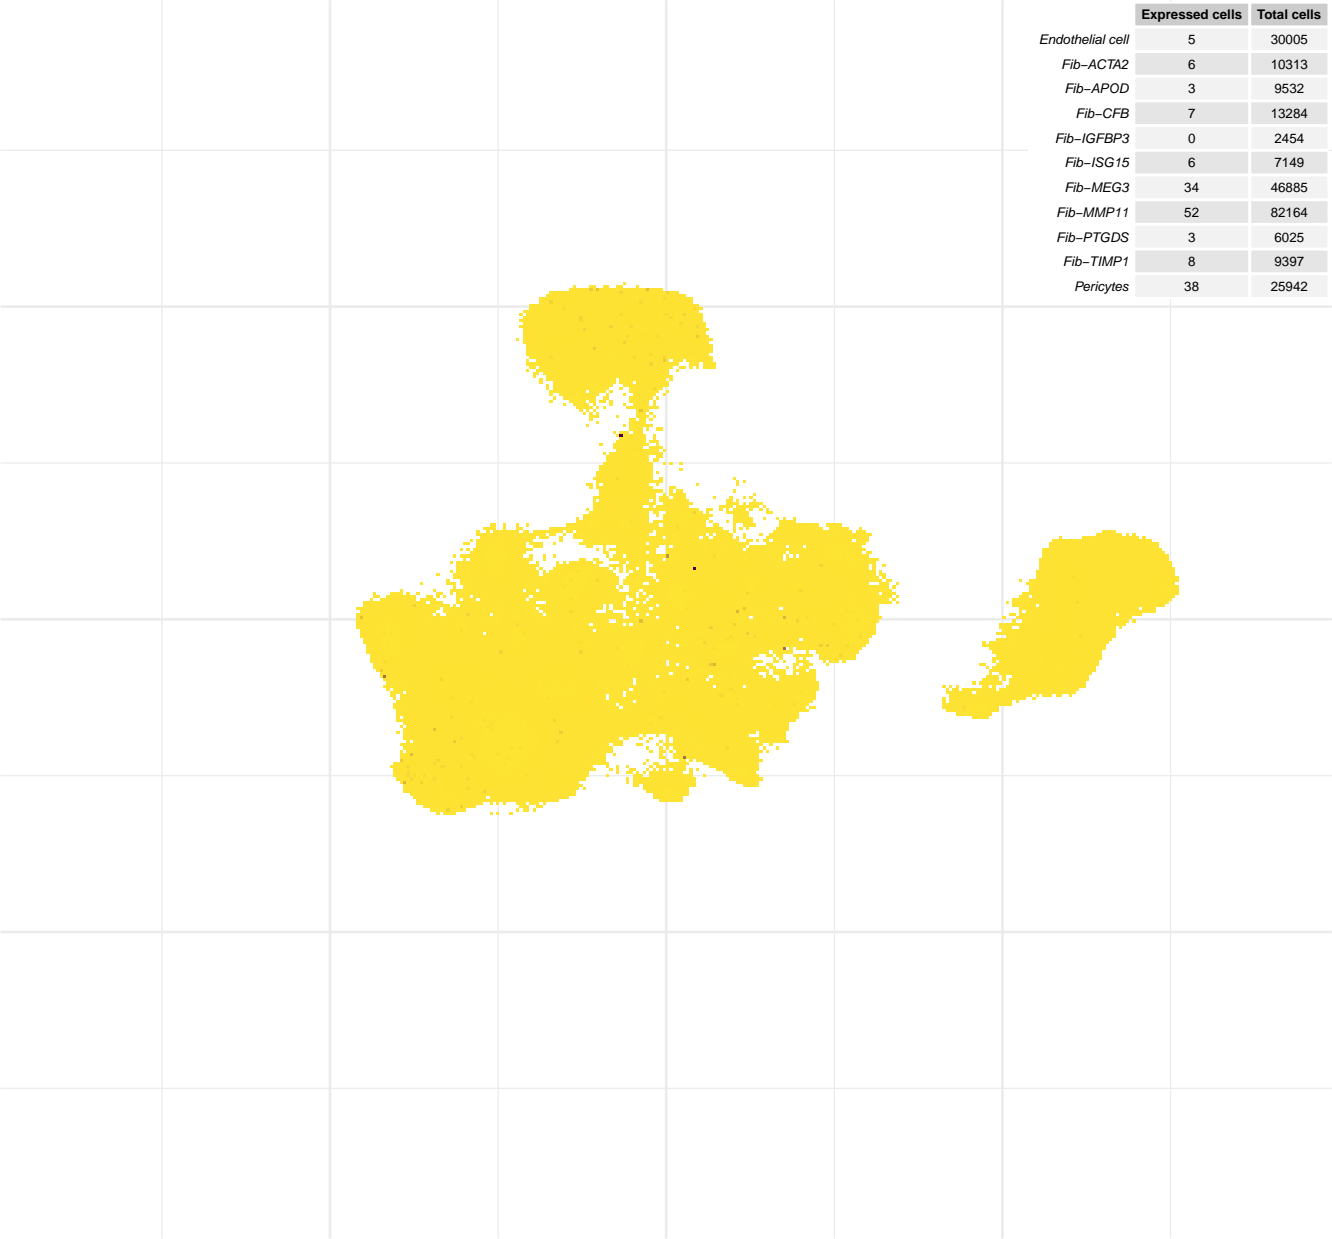 Expressed cells Total cells
Endothelial cell 5 30005
Fib−ACTA2 6 10313
Fib−APOD 3 9532
Fib−CFB 7 13284
Fib−IGFBP3 0 2454
Fib−ISG15 6 7149
Fib−MEG3 34 46885
Fib−MMP11 52 82164
Fib−PTGDS 3 6025
Fib−TIMP1 8 9397
Pericytes 38 25942